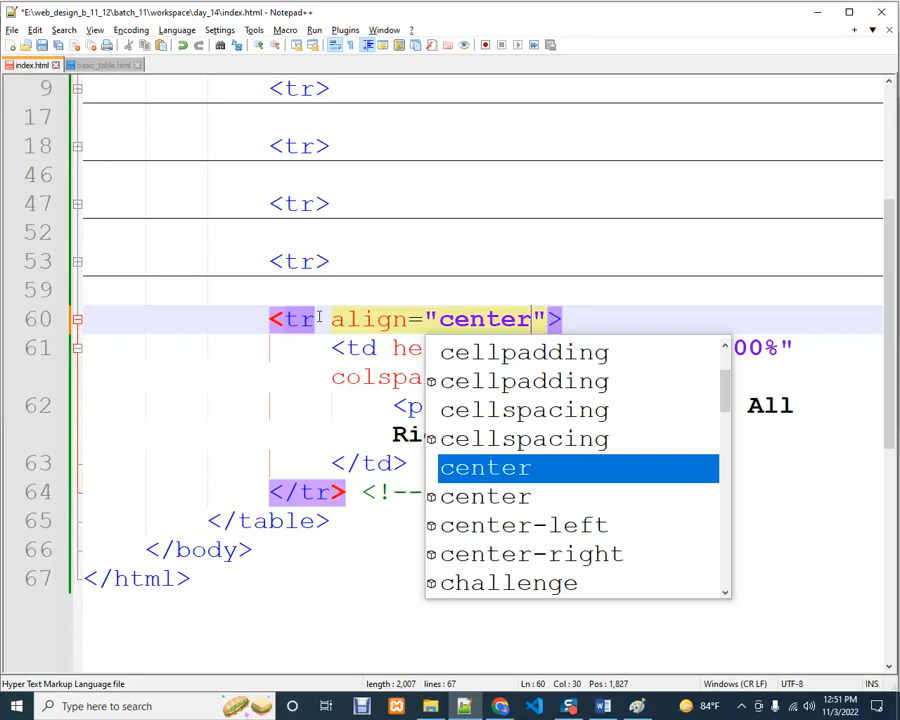 *E:\web_design_b_11_12\batch_11\workspace\day_14\index.html - Notepad++
File Edit Search View Encoding Language Settings Tools Macro Run Plugins Window ?
index.html basic_table.html
9 <tr>
17
18 <tr>
46
47 <tr>
52
53 <tr>
59
60 <tr align="center">
61 <td he 00%"
colspa
62 <p All
Ri
63 </td>
64 </tr> <!--
65 </table>
66 </body>
67 </html>
cellpadding
cellpadding
cellspacing
cellspacing
center
center
center-left
center-right
challenge
Hyper Text Markup Language file length : 2,007 lines : 67 Ln : 60 Col : 30 Pos : 1,827 Windows (CR LF) UTF-8 INS
Type here to search 84°F 12:51 PM
11/3/2022